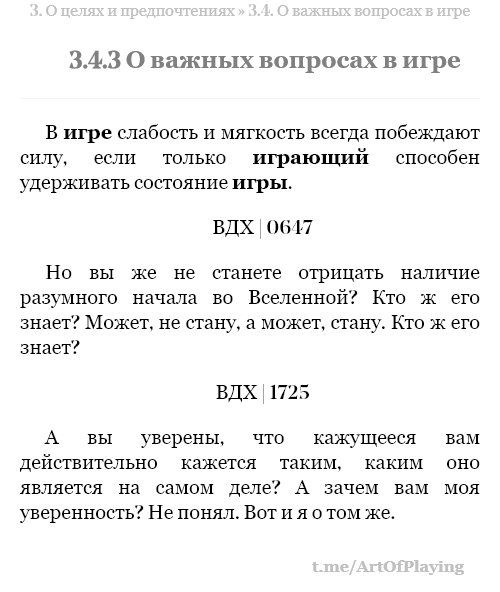 3. О целях и предпочтениях » 3.4. О важных вопросах в игре
3.4.3 О важных вопросах в игре
В игре слабость и мягкость всегда побеждают
силу, если только играющий способен
удерживать состояние игры.
ВДХ | 0647
Но вы же не станете отрицать наличие
разумного начала во Вселенной? Кто ж его
знает? Может, не стану, а может, стану. Кто ж его
знает?
ВДХ | 1725
А вы уверены, что кажущееся вам
действительно кажется таким, каким оно
является на самом деле? А зачем вам моя
уверенность? Не понял. Вот и я о том же.
t.me/ArtOfPlaying